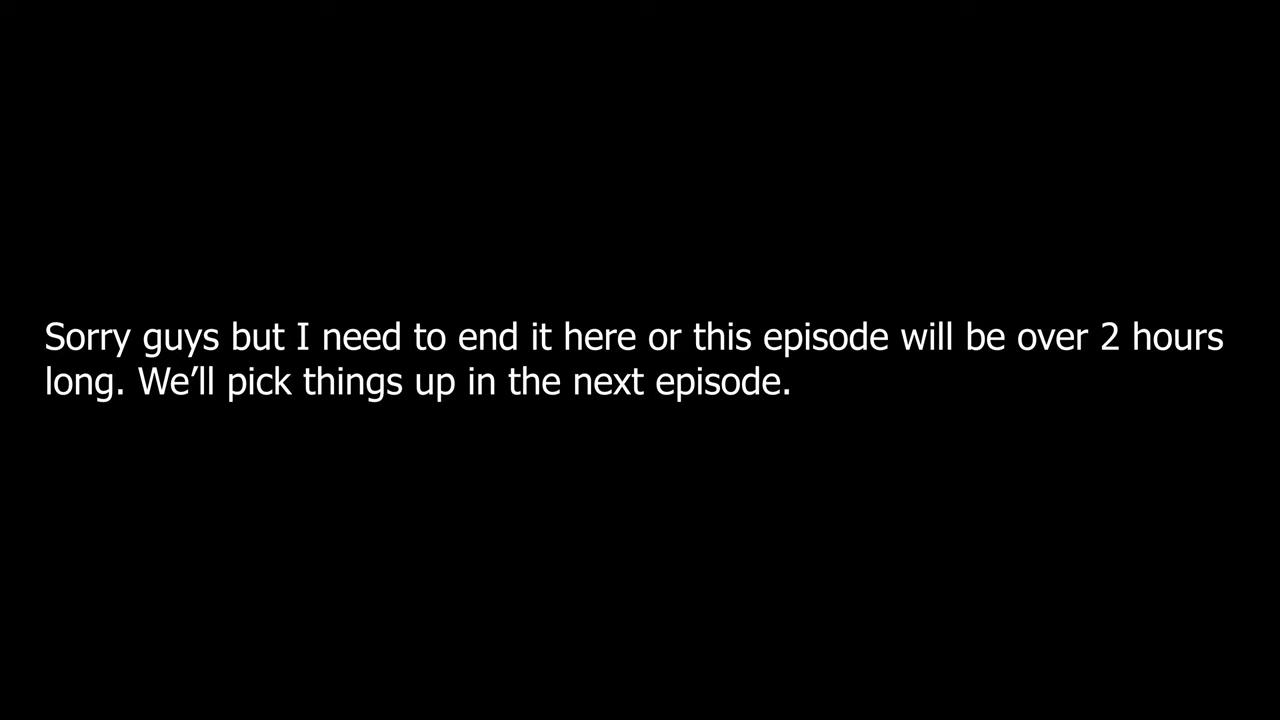 Sorry guys but I need to end it here or this episode will be over 2 hours
long. We’ll pick things up in the next episode.